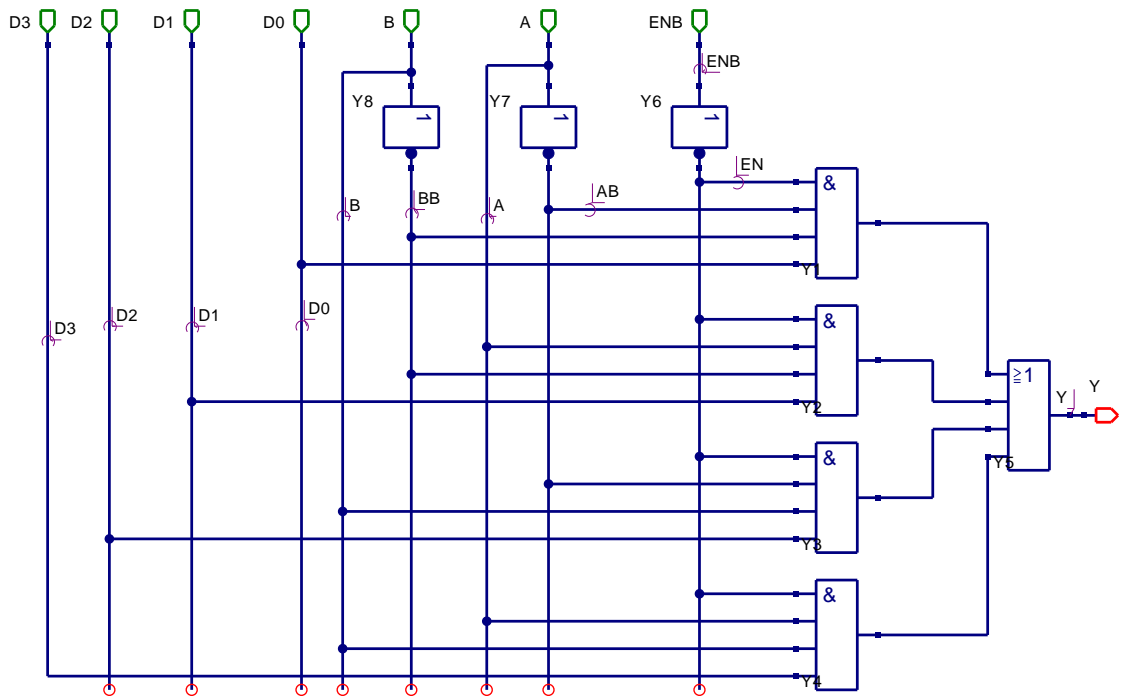 D3 D2 D1 D0 B A ENB
ENB
Y8 Y7 Y6
1 1 1
EN
AB
BB
B A
&
Y1
D0
D1
D2
D3
&
Y2
≥1
Y Y
Y5
&
Y3
&
Y4